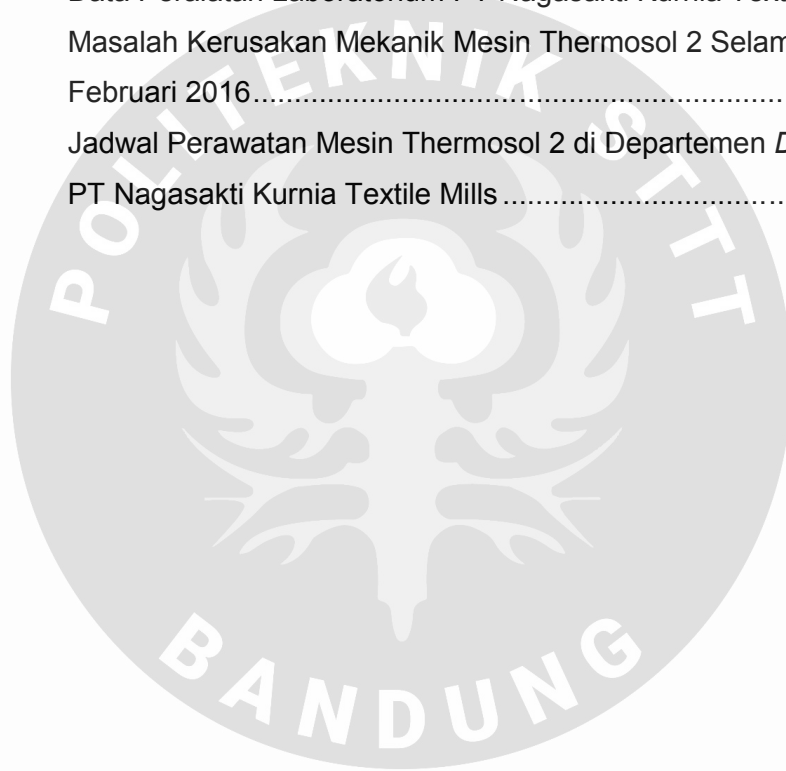 Masalah Kerusakan Mekanik Mesin Thermosol 2 Selam
Februari 2016
Jadwal Perawatan Mesin Thermosol 2 di Departemen D
PT Nagasakti Kurnia Textile Mills
POLITEKNIK STTT
BANDUNG